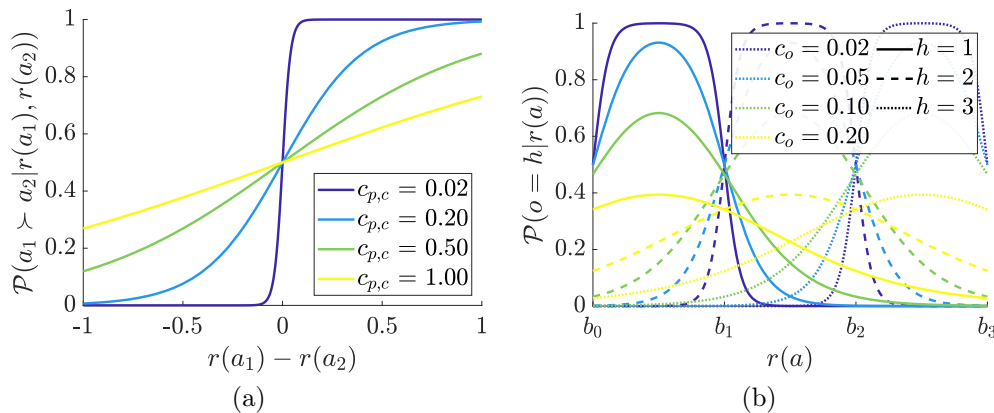 1
0.8
0.6
0.4
0.2
0
-1 -0.5 0 0.5 1
P(a₁ ≻ a₂|r(a₁), r(a₂))
r(a₁) − r(a₂)
c_{p,c} = 0.02
c_{p,c} = 0.20
c_{p,c} = 0.50
c_{p,c} = 1.00
(a)
1
0.8
0.6
0.4
0.2
0
b₀ b₁ b₂ b₃
P(o = h|r(a))
r(a)
c_o = 0.02 h = 1
c_o = 0.05 h = 2
c_o = 0.10 h = 3
c_o = 0.20
(b)